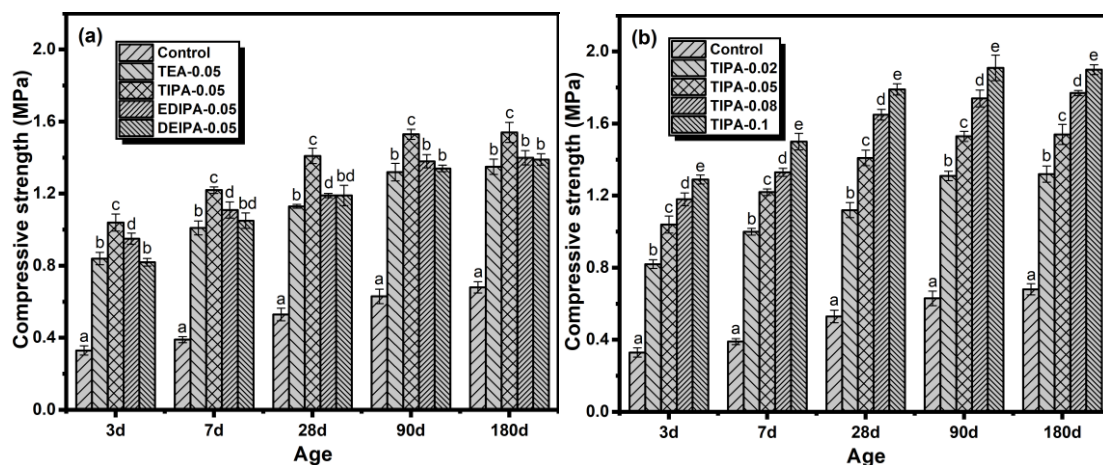 (a)
Control
TEA-0.05
TIPA-0.05
EDIPA-0.05
DEIPA-0.05
Compressive strength (MPa)
2.0
1.6
1.2
0.8
0.4
0.0
a b c d b
a b c d bd
a b c d bd
a b c b b
a b c b b
3d 7d 28d 90d 180d
Age
(b)
Control
TIPA-0.02
TIPA-0.05
TIPA-0.08
TIPA-0.1
Compressive strength (MPa)
2.0
1.6
1.2
0.8
0.4
0.0
a b c d e
a b c d e
a b c d e
a b c d e
a b c d e
3d 7d 28d 90d 180d
Age